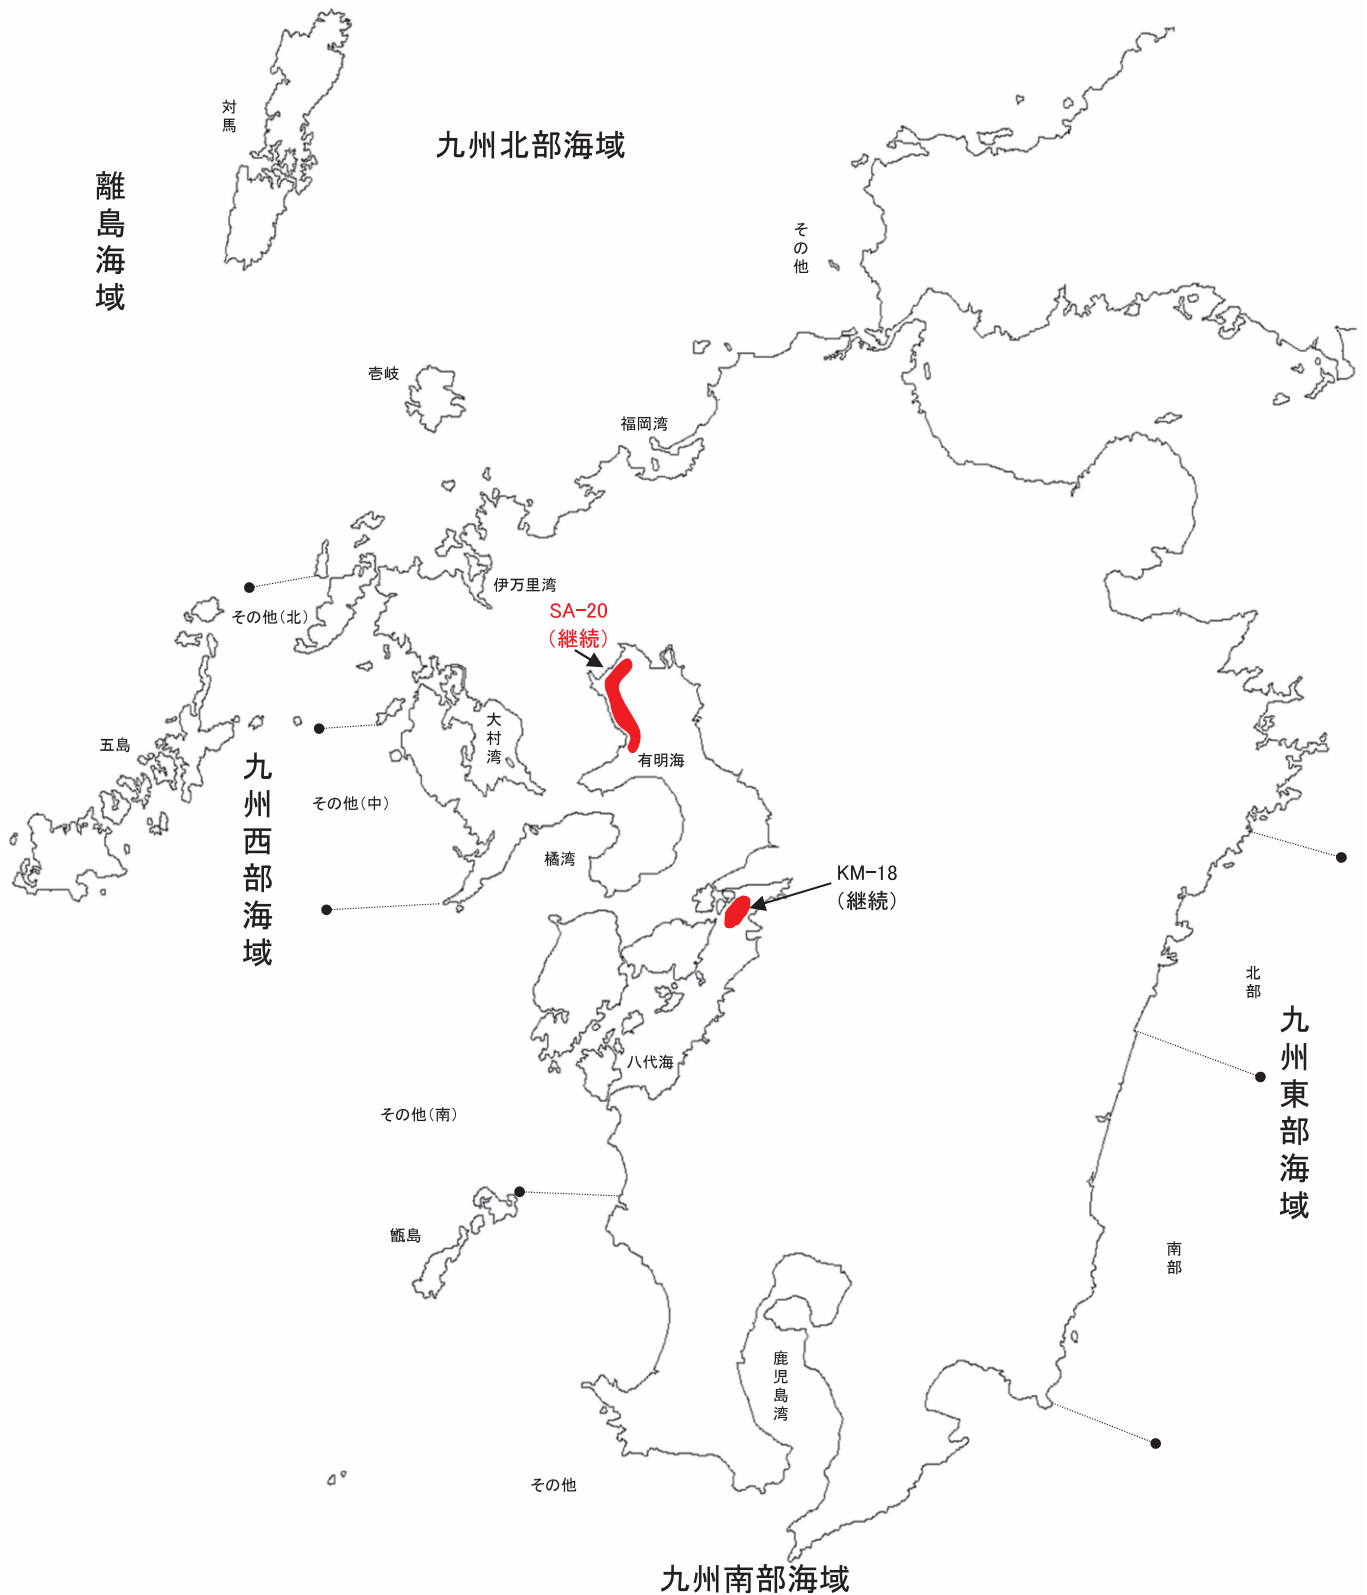 対馬
九州北部海域
離島海域
その他
壱岐
福岡湾
伊万里湾
その他(北)
SA-20
(継続)
五島
大村湾
有明海
九州西部海域
その他(中)
橘湾
KM-18
(継続)
北部
九州東部海域
八代海
その他(南)
甑島
南部
鹿児島湾
その他
九州南部海域